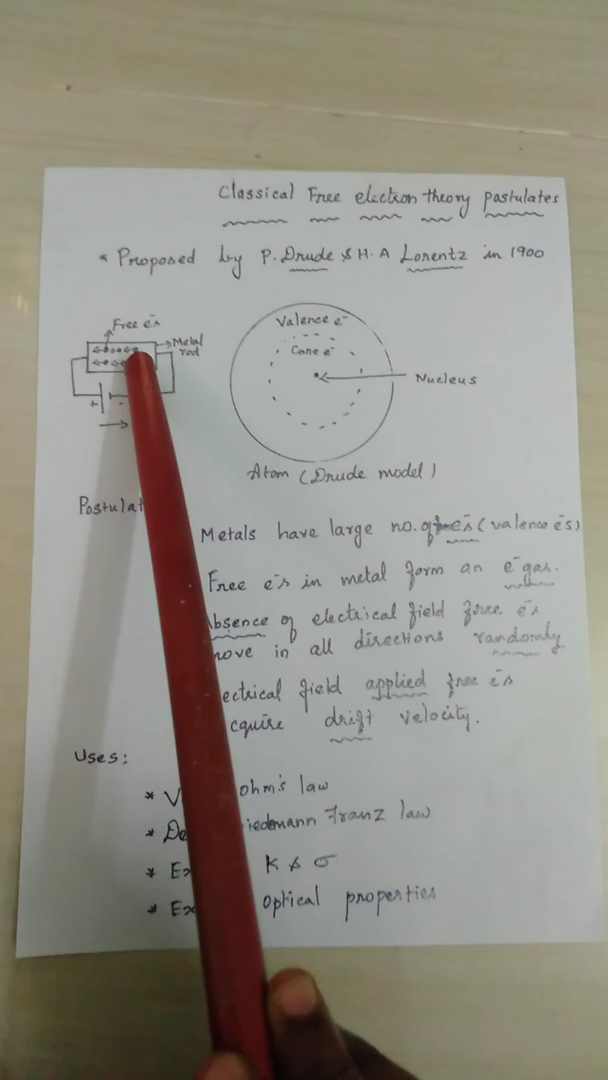 Classical Free electron theory postulates
* Proposed by P. Drude & H. A Lorentz in 1900
Free e⁻s
Metal
rod
Valence e⁻
Core e⁻
Nucleus
+ -
Atom (Drude model)
Postulat
Metals have large no. of e⁻s (valence e⁻s)
Free e⁻s in metal form an e⁻ gas.
Absence of electrical field free e⁻s
move in all directions randomly
ectrical field applied free e⁻s
cquire drift velocity.
Uses:
* V ohm's law
* De iedemann Franz law
* Ex K & σ
* Ex optical properties